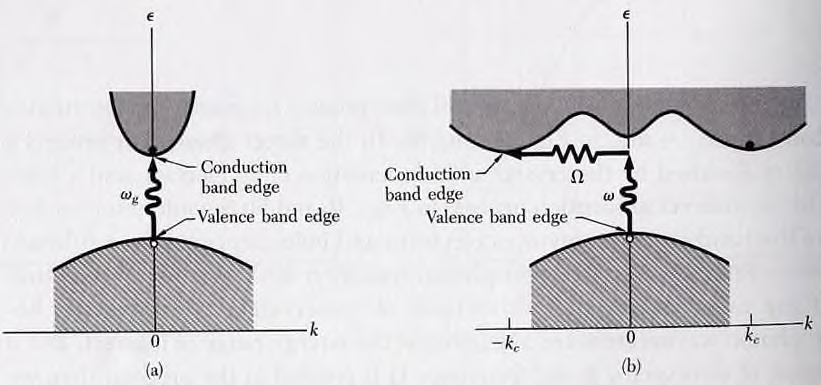 ϵ
Conduction
band edge
ω_g
Valence band edge
0
k
(a)
ϵ
Conduction
band edge
Ω
ω
Valence band edge
−k_c
0
k_c
k
(b)